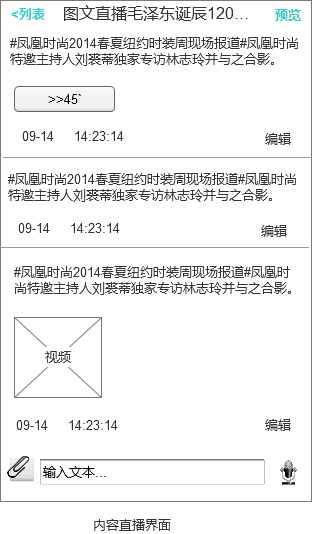 <列表 图文直播毛泽东诞辰120... 预览
#凤凰时尚2014春夏纽约时装周现场报道#凤凰时尚
特邀主持人刘裘蒂独家专访林志玲并与之合影。
>>45`
09-14 14:23:14 编辑
#凤凰时尚2014春夏纽约时装周现场报道#凤凰时尚
特邀主持人刘裘蒂独家专访林志玲并与之合影。
09-14 14:23:14 编辑
#凤凰时尚2014春夏纽约时装周现场报道#凤凰时
尚特邀主持人刘裘蒂独家专访林志玲并与之合影。
视频
09-14 14:23:14 编辑
输入文本...
内容直播界面